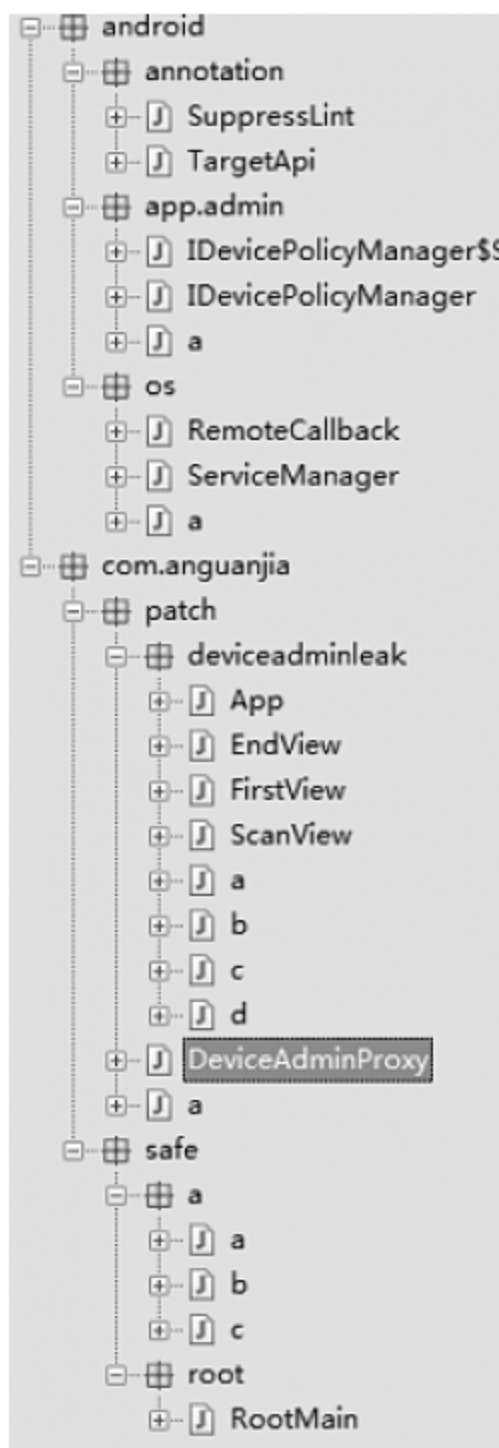 android
annotation
SuppressLint
TargetApi
app.admin
IDevicePolicyManager$S
IDevicePolicyManager
a
os
RemoteCallback
ServiceManager
a
com.anguanjia
patch
deviceadminleak
App
EndView
FirstView
ScanView
a
b
c
d
DeviceAdminProxy
a
safe
a
a
b
c
root
RootMain